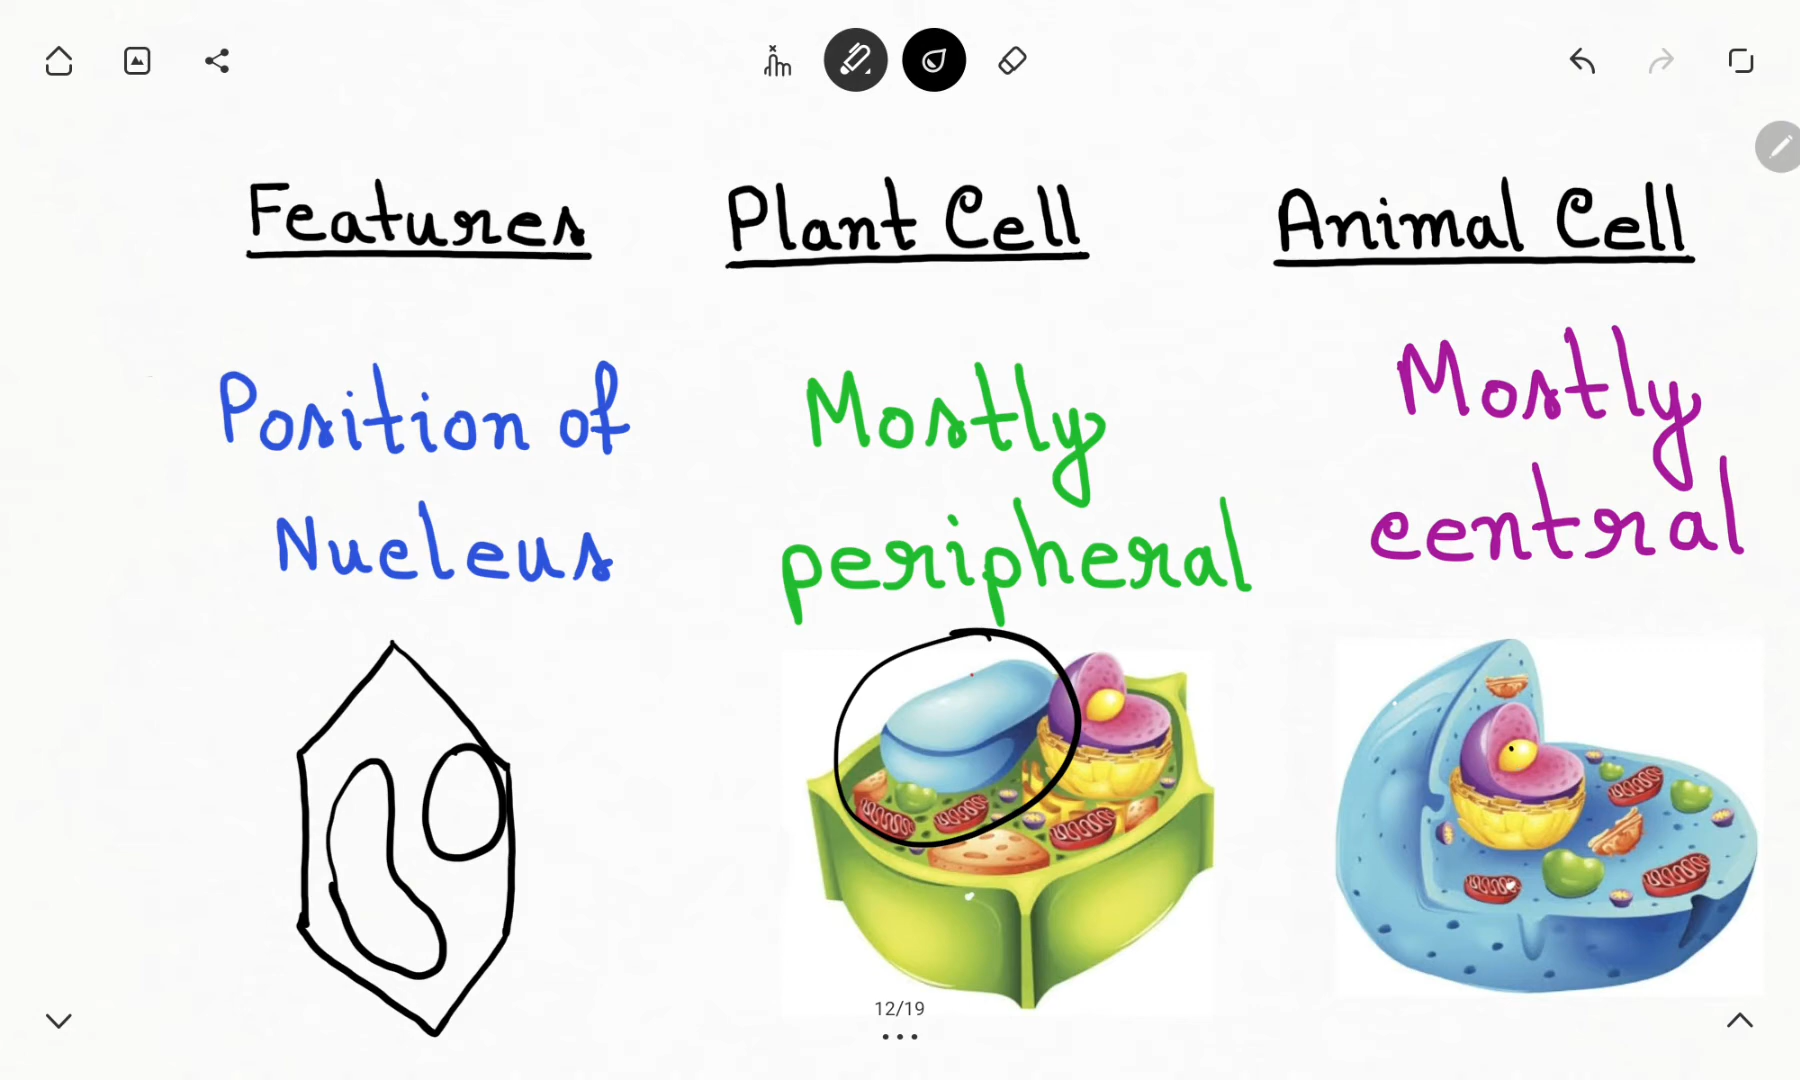 Features Plant Cell Animal Cell
Position of Nucleus
Mostly peripheral
Mostly central
12/19